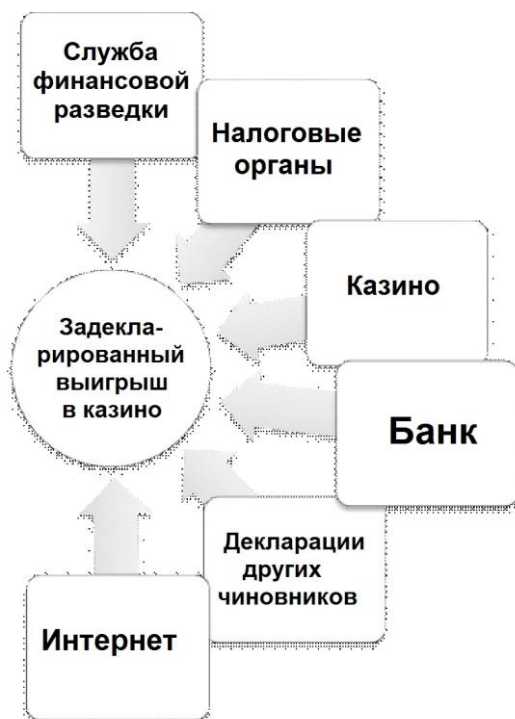 Служба
финансовой
разведки
Налоговые
органы
Казино
Задекла-
рированный
выигрыш
в казино
Банк
Декларации
других
чиновников
Интернет